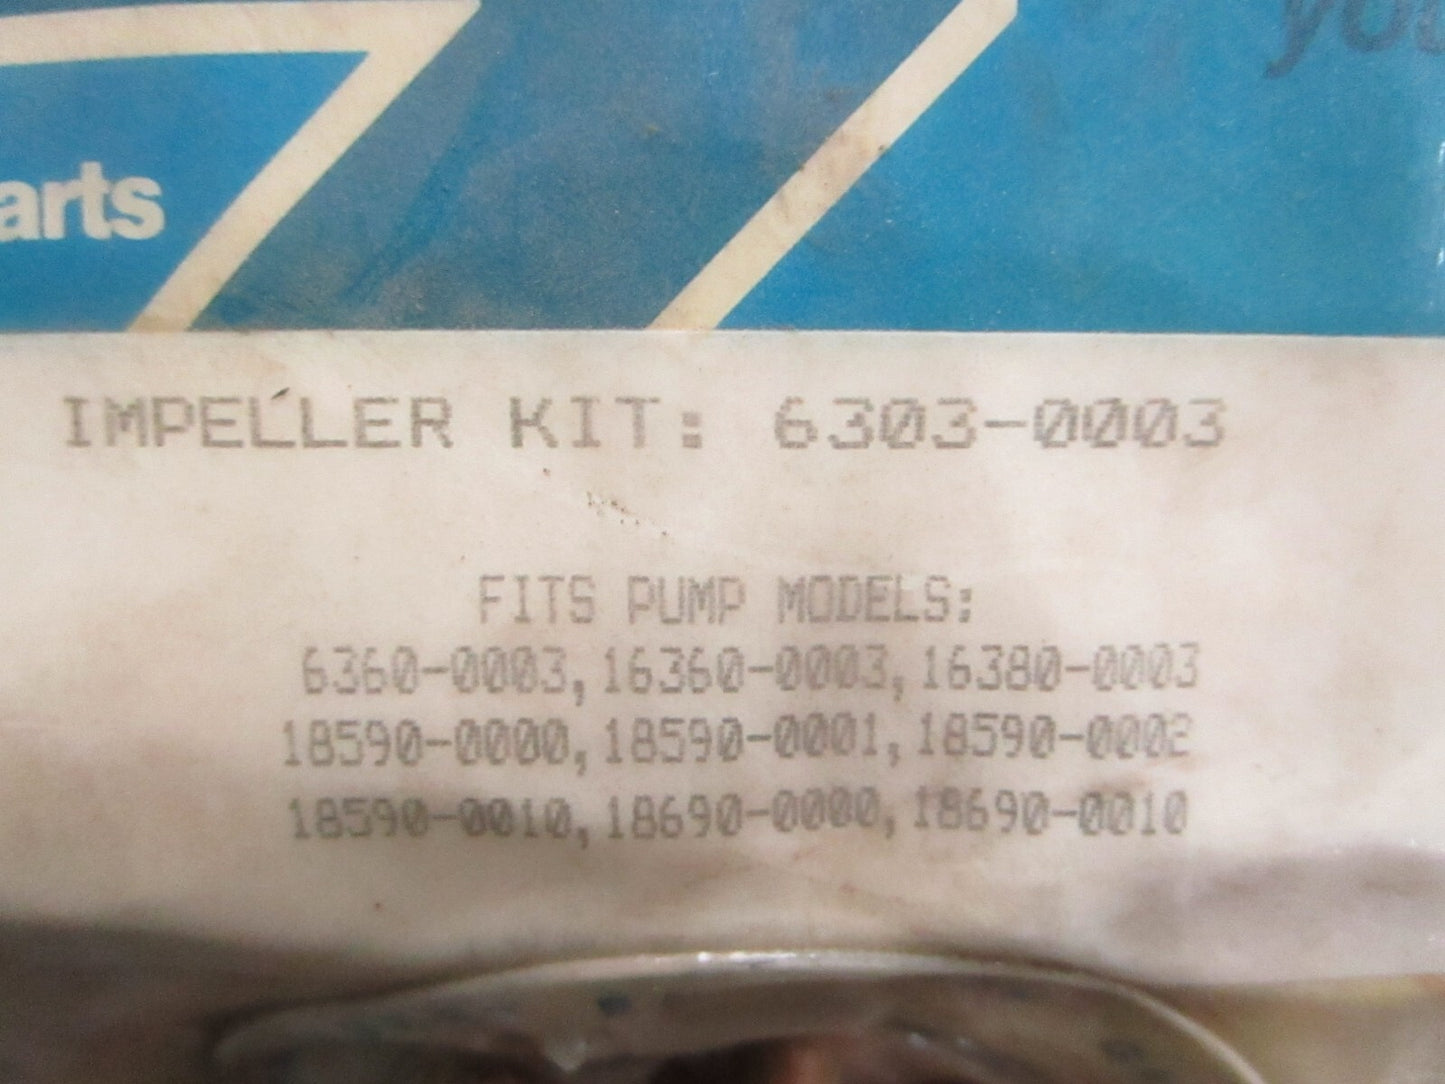 arts
IMPELLER KIT: 6303-0003
FITS PUMP MODELS:
6360-0003,16360-0003,16380-0003
18590-0000,18590-0001,18590-0002
18590-0010,18690-0000,18690-0010